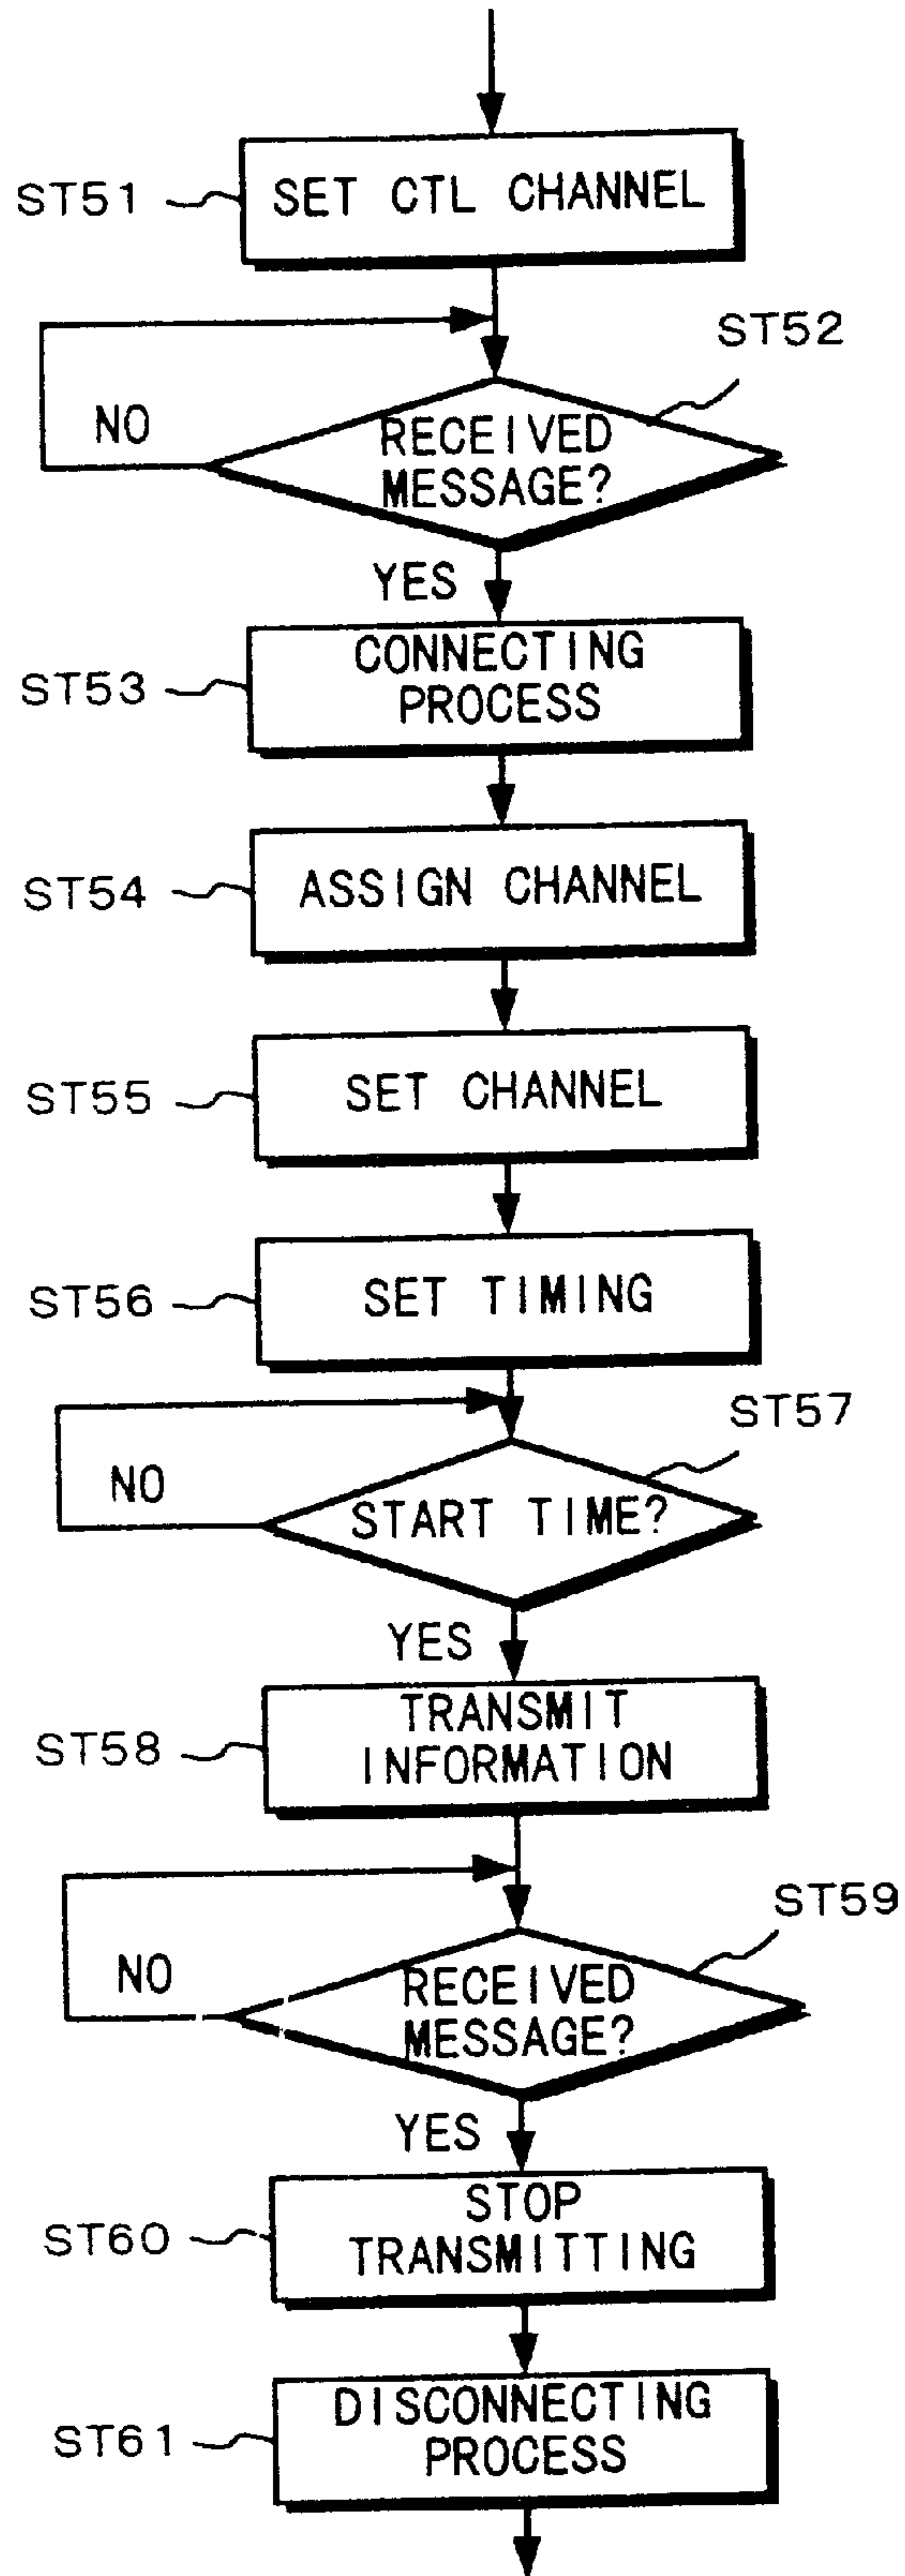 ST51
SET CTL CHANNEL
ST52
NO
RECEIVED
MESSAGE?
YES
ST53
CONNECTING
PROCESS
ST54
ASSIGN CHANNEL
ST55
SET CHANNEL
ST56
SET TIMING
ST57
NO
START TIME?
YES
ST58
TRANSMIT
INFORMATION
ST59
NO
RECEIVED
MESSAGE?
YES
ST60
STOP
TRANSMITTING
ST61
DISCONNECTING
PROCESS